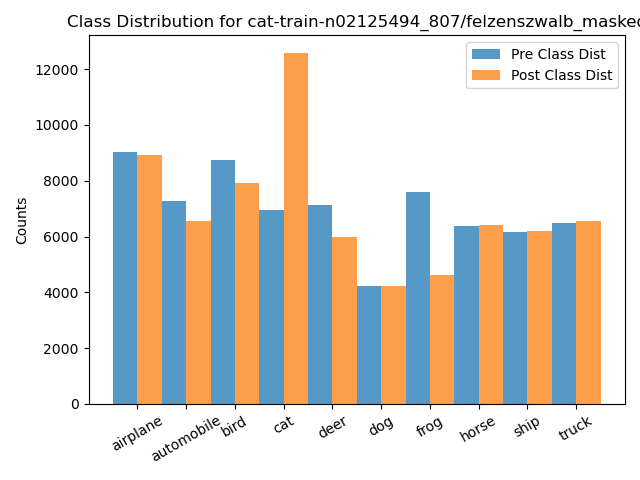 Class Distribution for cat-train-n02125494_807/felzenszwalb_masked
Pre Class Dist
Post Class Dist
Counts
12000
10000
8000
6000
4000
2000
0
airplane
automobile
bird
cat
deer
dog
frog
horse
ship
truck